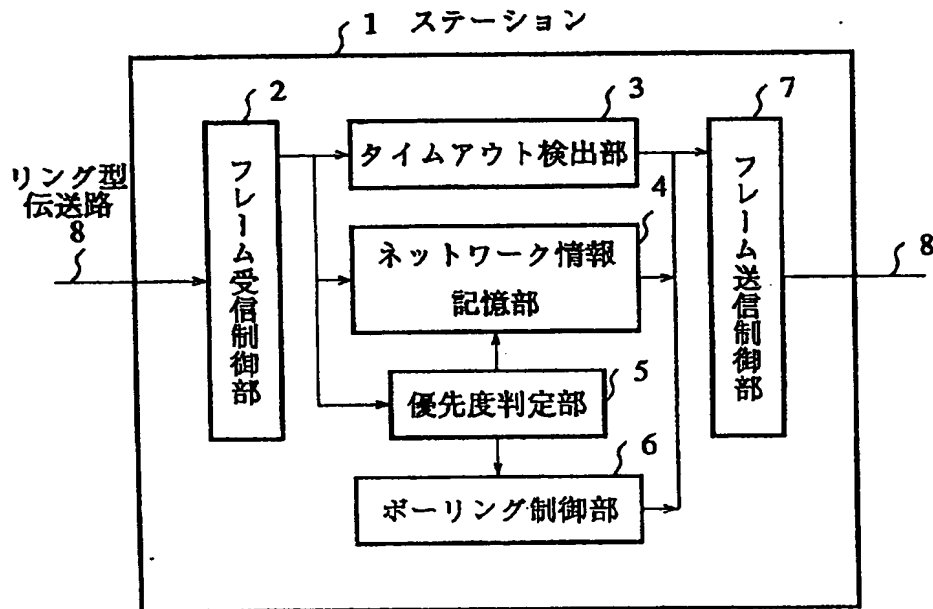 1 ステーション
2
フレーム受信制御部
3
タイムアウト検出部
リング型
伝送路
8
4
ネットワーク情報
記憶部
5
優先度判定部
6
ボーリング制御部
7
フレーム送信制御部
8